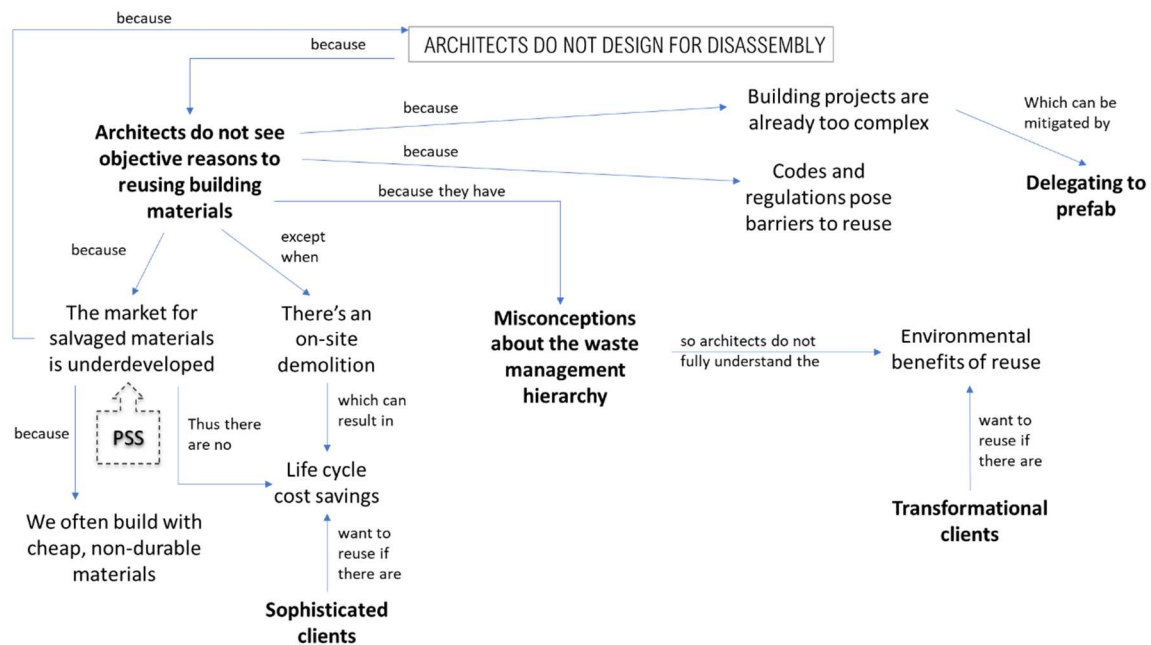 because
ARCHITECTS DO NOT DESIGN FOR DISASSEMBLY
because
Architects do not see
objective reasons to
reusing building
materials
because
Building projects are
already too complex
Which can be
mitigated by
Delegating to
prefab
because
Codes and
regulations pose
barriers to reuse
because they have
because
except
when
The market for
salvaged materials
is underdeveloped
There's an
on-site
demolition
Misconceptions
about the waste
management
hierarchy
so architects do not
fully understand the
Environmental
benefits of reuse
because
PSS
Thus there
are no
which can
result in
Life cycle
cost savings
want to
reuse if
there are
Transformational
clients
We often build with
cheap, non-durable
materials
want to
reuse if
there are
Sophisticated
clients